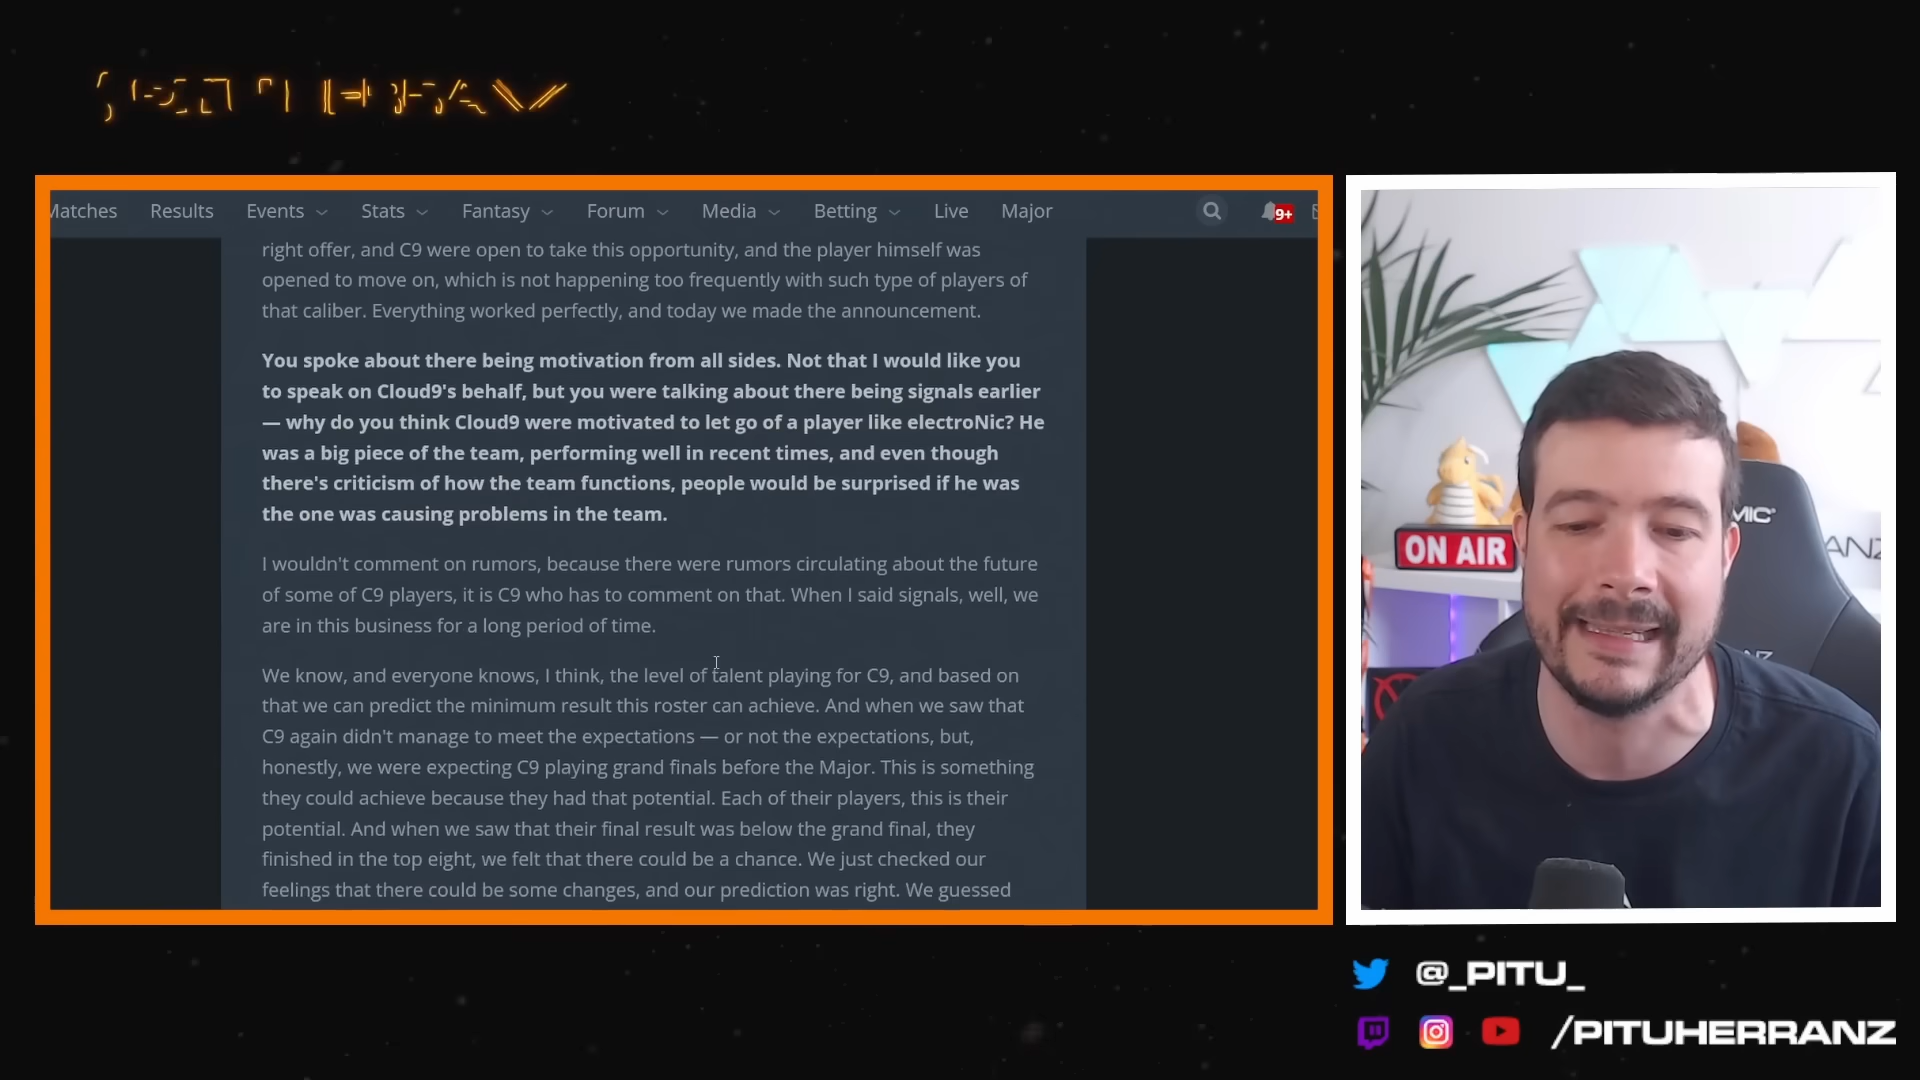 Matches Results Events Stats Fantasy Forum Media Betting Live Major 9+
right offer, and C9 were open to take this opportunity, and the player himself was
opened to move on, which is not happening too frequently with such type of players of
that caliber. Everything worked perfectly, and today we made the announcement.
You spoke about there being motivation from all sides. Not that I would like you
to speak on Cloud9's behalf, but you were talking about there being signals earlier
— why do you think Cloud9 were motivated to let go of a player like electroNic? He
was a big piece of the team, performing well in recent times, and even though
there's criticism of how the team functions, people would be surprised if he was
the one was causing problems in the team.
I wouldn't comment on rumors, because there were rumors circulating about the future
of some of C9 players, it is C9 who has to comment on that. When I said signals, well, we
are in this business for a long period of time.
We know, and everyone knows, I think, the level of talent playing for C9, and based on
that we can predict the minimum result this roster can achieve. And when we saw that
C9 again didn't manage to meet the expectations — or not the expectations, but,
honestly, we were expecting C9 playing grand finals before the Major. This is something
they could achieve because they had that potential. Each of their players, this is their
potential. And when we saw that their final result was below the grand final, they
finished in the top eight, we felt that there could be a chance. We just checked our
feelings that there could be some changes, and our prediction was right. We guessed
ON AIR
@_PITU_
/PITUHERRANZ